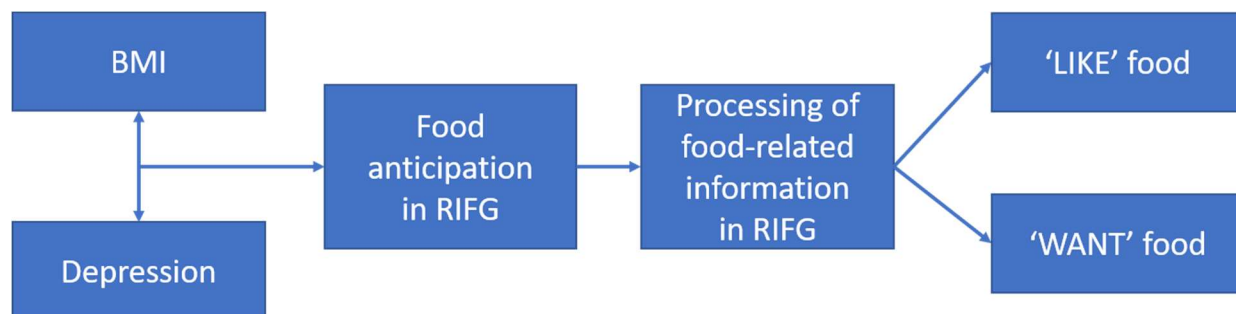 BMI
Depression
Food
anticipation
in RIFG
Processing of
food-related
information
in RIFG
‘LIKE’ food
‘WANT’ food